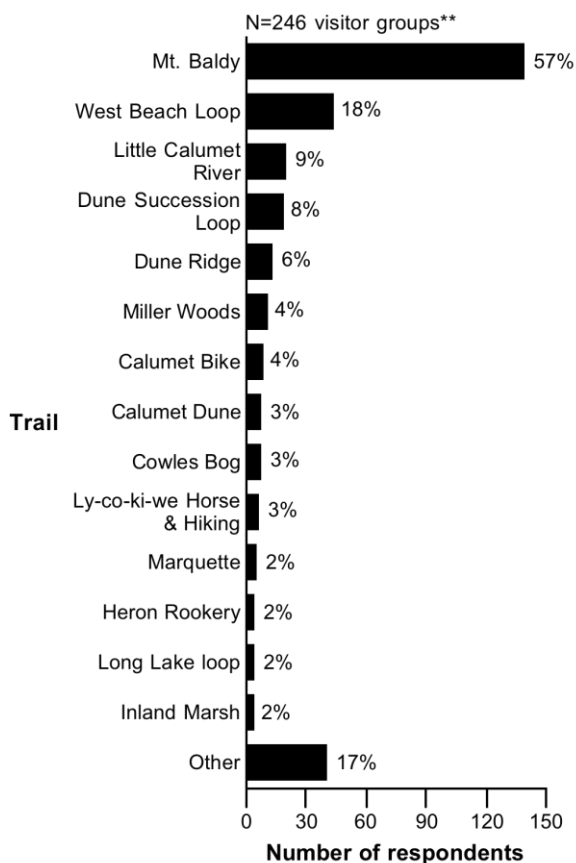 N=246 visitor groups**
Mt. Baldy 57%
West Beach Loop 18%
Little Calumet
River 9%
Dune Succession
Loop 8%
Dune Ridge 6%
Miller Woods 4%
Calumet Bike 4%
Trail
Calumet Dune 3%
Cowles Bog 3%
Ly-co-ki-we Horse
& Hiking 3%
Marquette 2%
Heron Rookery 2%
Long Lake loop 2%
Inland Marsh 2%
Other 17%
0 30 60 90 120 150
Number of respondents